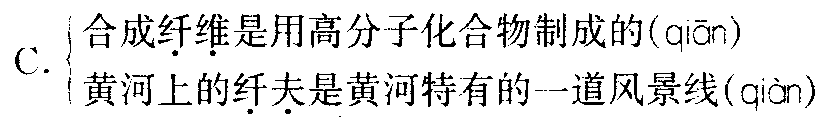 C. 合成纤维是用高分子化合物制成的(qiān)
黄河上的纤夫是黄河特有的一道风景线(qiàn)